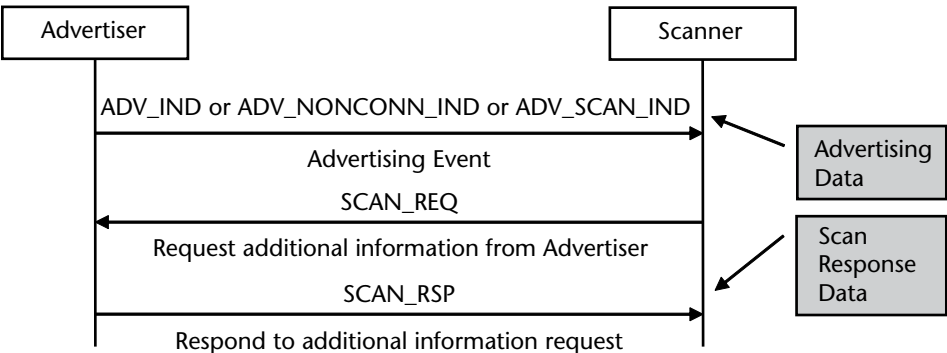 Advertiser
Scanner
ADV_IND or ADV_NONCONN_IND or ADV_SCAN_IND
Advertising Event
Advertising
Data
SCAN_REQ
Request additional information from Advertiser
Scan
Response
Data
SCAN_RSP
Respond to additional information request